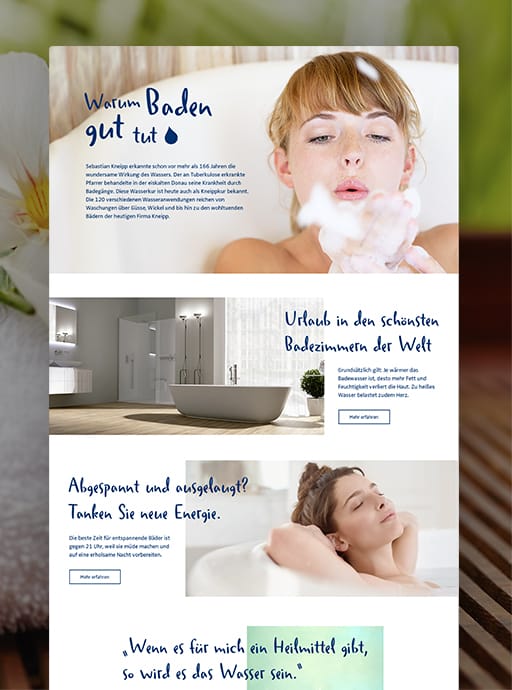 Warum Baden
gut tut
Sebastian Kneipp erkannte schon vor mehr als 166 Jahren die
wundersame Wirkung des Wassers. Der an Tuberkulose erkrankte
Pfarrer behandelte in der eiskalten Donau seine Krankheit durch
Badegänge. Diese Wasserkur ist heute auch als Kneippkur bekannt.
Die 120 verschiedenen Wasseranwendungen reichen von
Waschungen über Güsse, Wickel und bis hin zu den wohltuenden
Bädern der heutigen Firma Kneipp.
Urlaub in den schönsten
Badezimmern der Welt
Grundsätzlich gilt: Je wärmer das
Badewasser ist, desto mehr Fett und
Feuchtigkeit verliert die Haut. Zu heißes
Wasser belastet zudem Herz.
Mehr erfahren
Abgespannt und ausgelaugt?
Tanken Sie neue Energie.
Die beste Zeit für entspannende Bäder ist
gegen 21 Uhr, weil sie müde machen und
auf eine erholsame Nacht vorbereiten.
Mehr erfahren
„Wenn es für mich ein Heilmittel gibt,
so wird es das Wasser sein.“